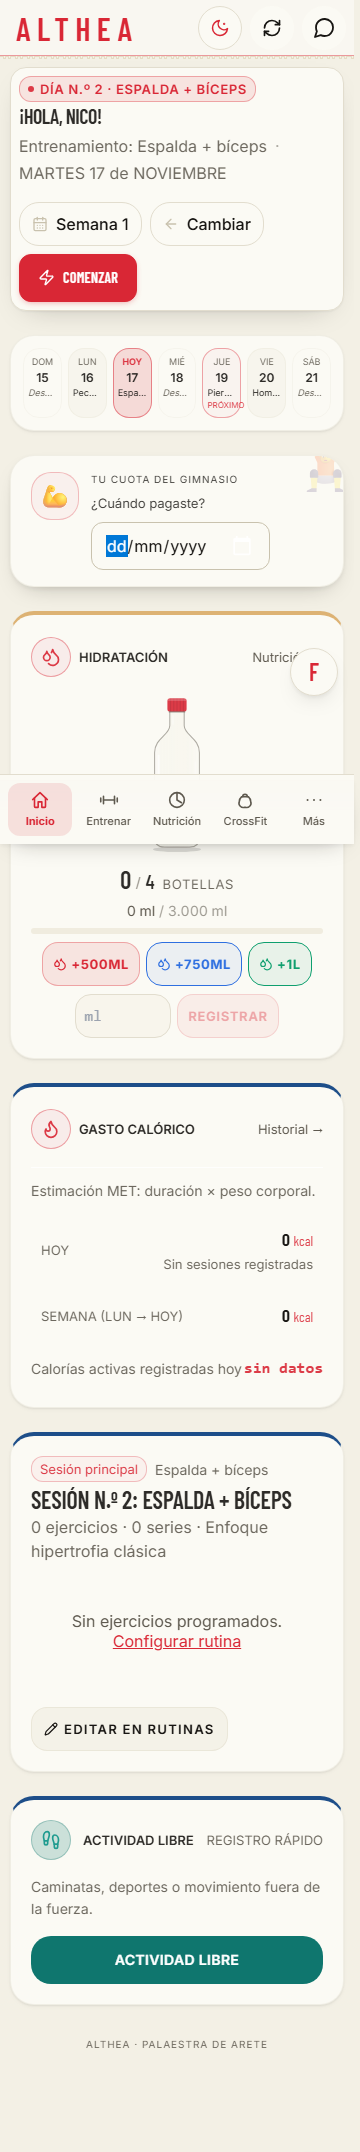 ALTHEA
DÍA N.º 2 · ESPALDA + BÍCEPS
¡HOLA, NICO!
Entrenamiento: Espalda + bíceps ·
MARTES 17 de NOVIEMBRE
Semana 1
Cambiar
COMENZAR
DOM LUN HOY MIÉ JUE VIE SÁB
15 16 17 18 19 20 21
Des... Pec... Espa... Des... Pier... Hom... Des...
PRÓXIMO
TU CUOTA DEL GIMNASIO
¿Cuándo pagaste?
dd/mm/yyyy
HIDRATACIÓN
F
Inicio Entrenar Nutrición CrossFit Más
0 / 4 BOTELLAS
0 ml / 3.000 ml
+500ML +750ML +1L
ml REGISTRAR
GASTO CALÓRICO Historial →
Estimación MET: duración × peso corporal.
HOY 0 kcal
Sin sesiones registradas
SEMANA (LUN → HOY) 0 kcal
Calorías activas registradas hoy sin datos
Sesión principal Espalda + bíceps
SESIÓN N.º 2: ESPALDA + BÍCEPS
0 ejercicios · 0 series · Enfoque
hipertrofia clásica
Sin ejercicios programados.
Configurar rutina
EDITAR EN RUTINAS
ACTIVIDAD LIBRE REGISTRO RÁPIDO
Caminatas, deportes o movimiento fuera de
la fuerza.
ACTIVIDAD LIBRE
ALTHEA · PALAESTRA DE ARETE